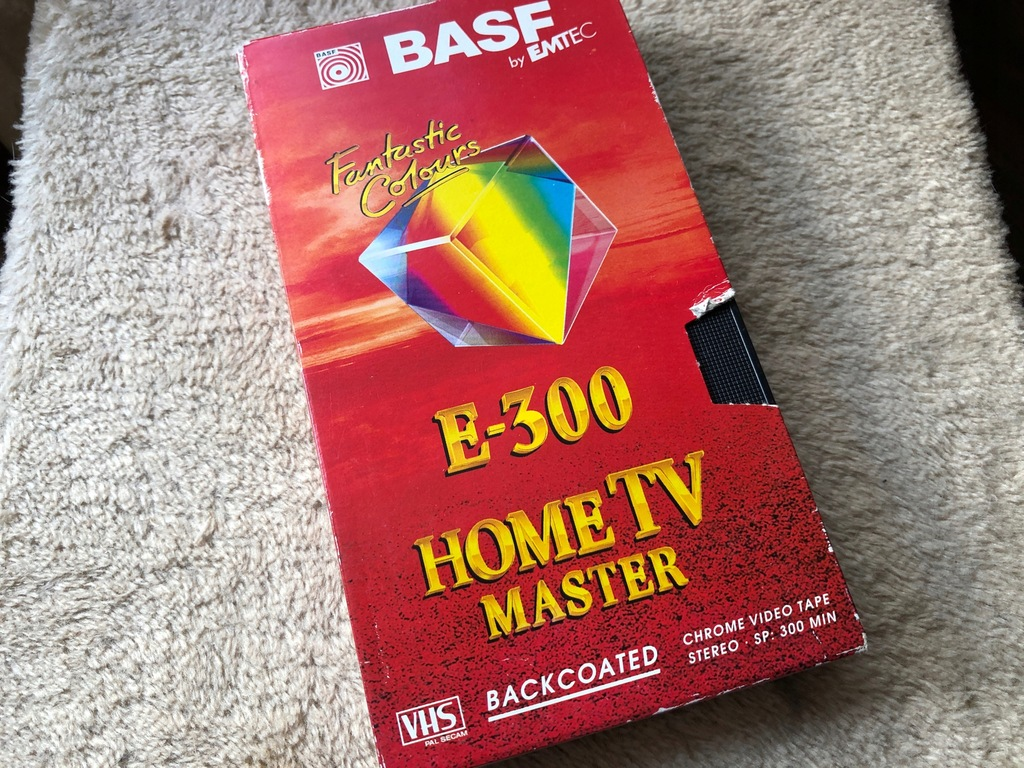 BASF
BASF
by EMTEC
Fantastic
Colours
E-300
HOME TV
MASTER
CHROME VIDEO TAPE
STEREO · SP: 300 MIN
BACKCOATED
VHS
PAL SECAM